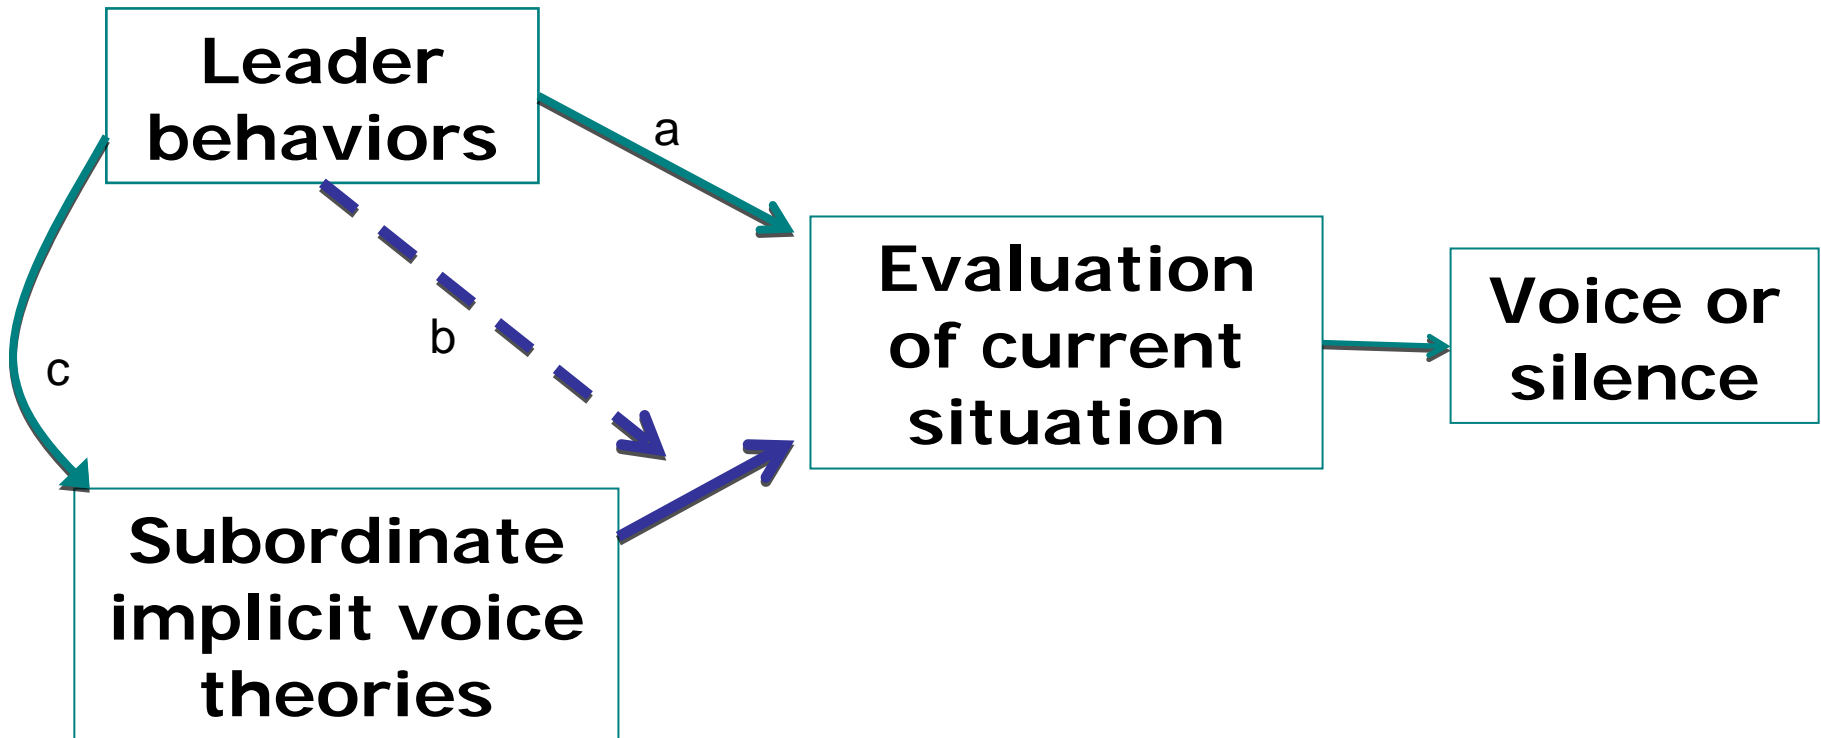 Leader
behaviors
a
b
c
Evaluation
of current
situation
Voice or
silence
Subordinate
implicit voice
theories